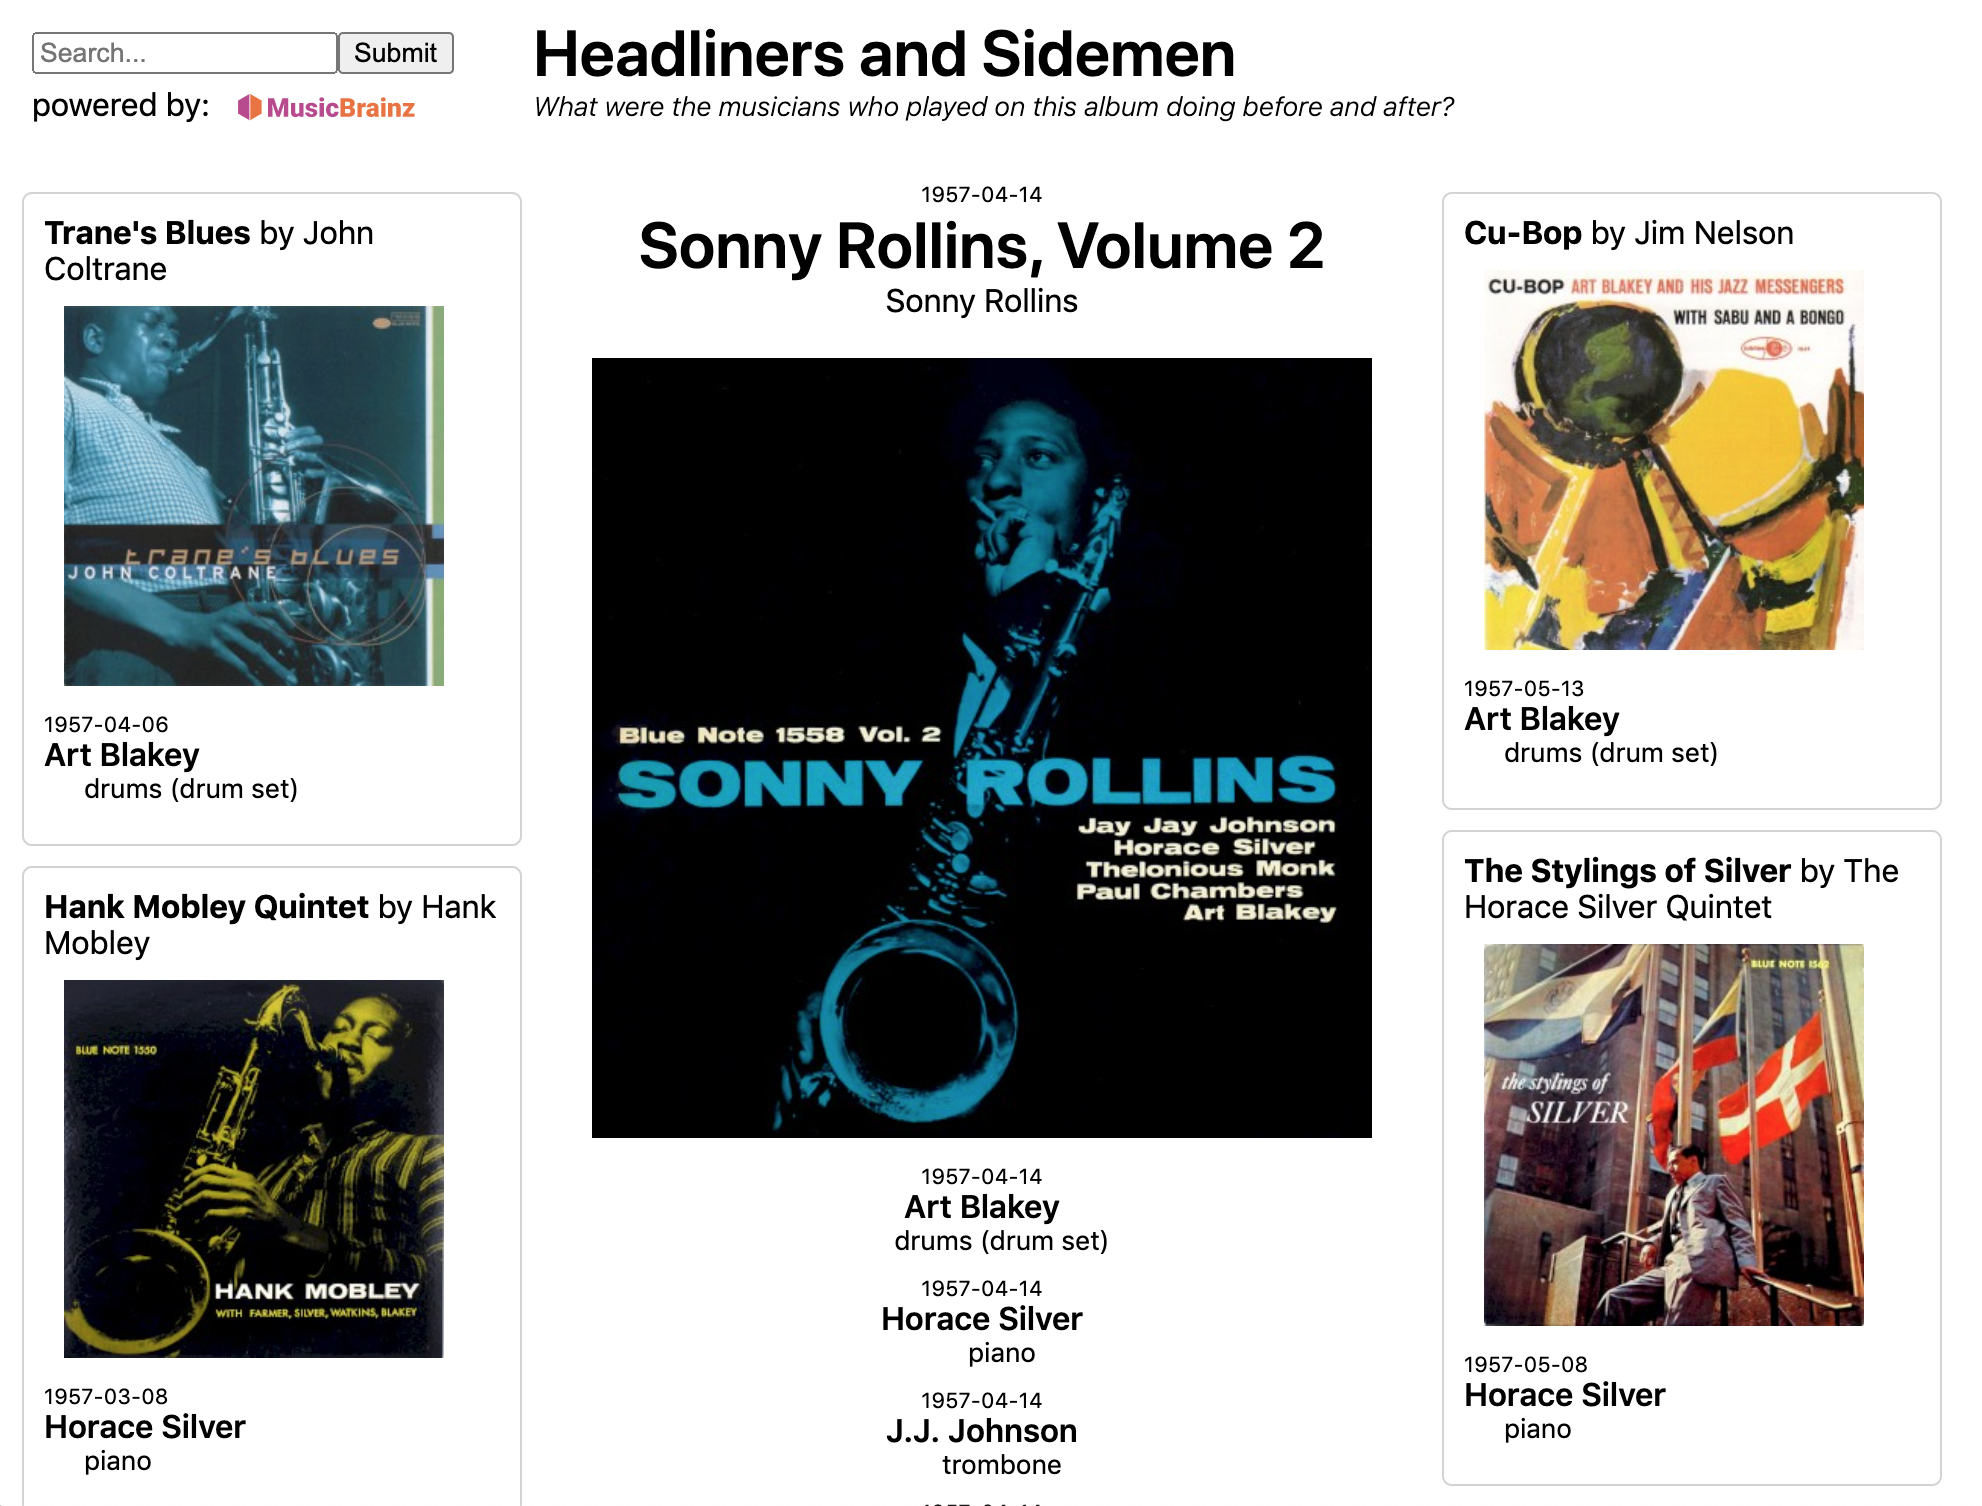 Search...
Submit
powered by:
MusicBrainz
Headliners and Sidemen
What were the musicians who played on this album doing before and after?
Trane's Blues by John
Coltrane
trane's blues
JOHN COLTRANE
1957-04-06
Art Blakey
drums (drum set)
Hank Mobley Quintet by Hank
Mobley
BLUE NOTE 1550
HANK MOBLEY
WITH FARMER, SILVER, WATKINS, BLAKEY
1957-03-08
Horace Silver
piano
1957-04-14
Sonny Rollins, Volume 2
Sonny Rollins
Blue Note 1558 Vol. 2
SONNY ROLLINS
Jay Jay Johnson
Horace Silver
Thelonious Monk
Paul Chambers
Art Blakey
1957-04-14
Art Blakey
drums (drum set)
1957-04-14
Horace Silver
piano
1957-04-14
J.J. Johnson
trombone
Cu-Bop by Jim Nelson
CU-BOP ART BLAKEY AND HIS JAZZ MESSENGERS
WITH SABU AND A BONGO
1957-05-13
Art Blakey
drums (drum set)
The Stylings of Silver by The
Horace Silver Quintet
BLUE NOTE 1562
the stylings of
SILVER
1957-05-08
Horace Silver
piano